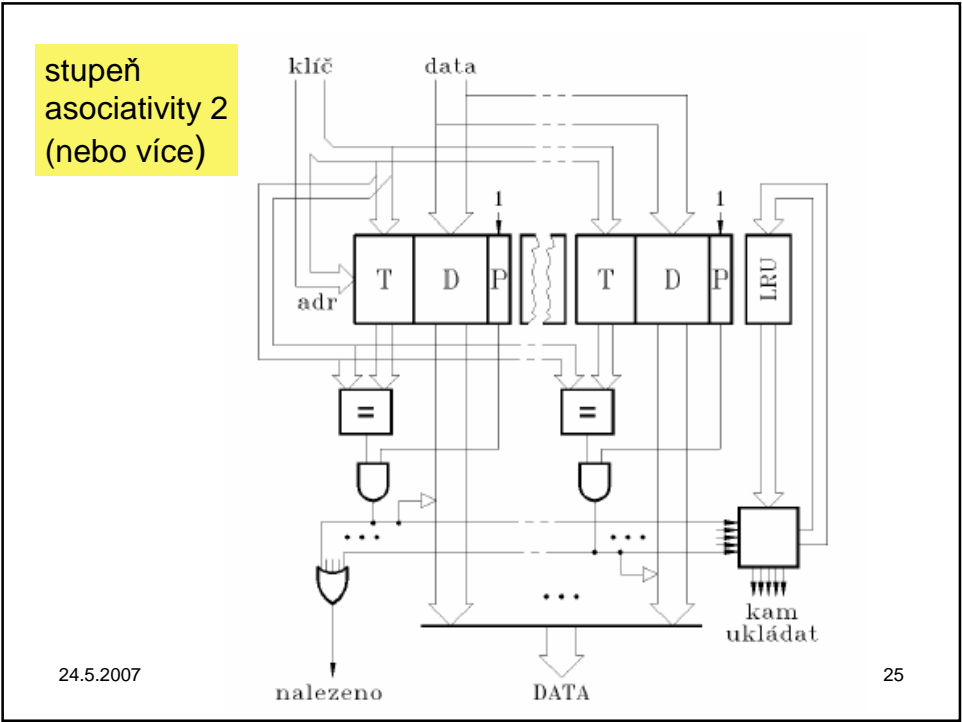 stupeň
asociativity 2
(nebo více)
klíč data
1 1
T D P T D P LRU
adr
= =
kam
ukládat
24.5.2007
nalezeno DATA
25